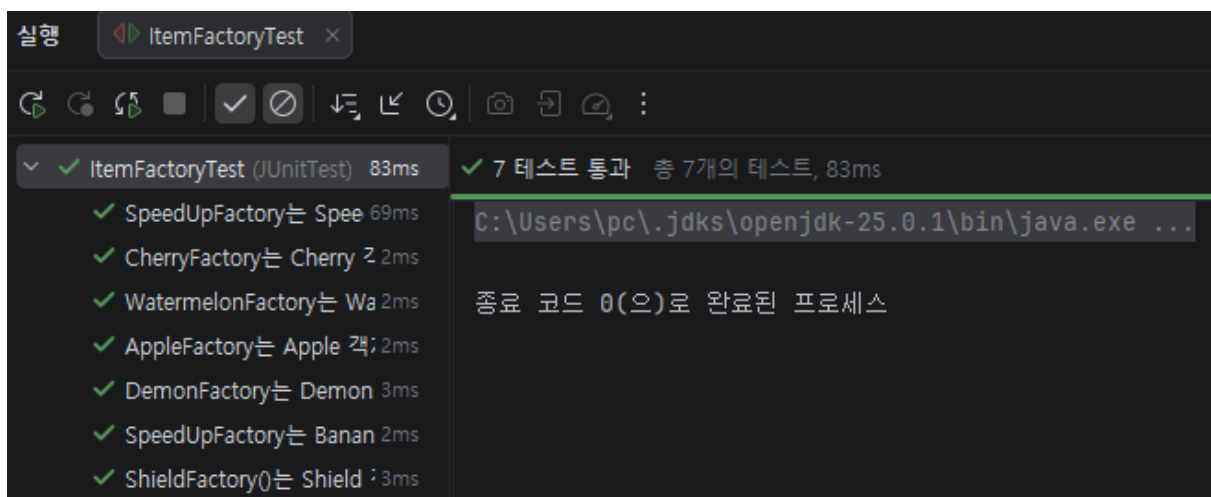 실행 ItemFactoryTest
ItemFactoryTest (JUnitTest) 83ms
✓ 7 테스트 통과 총 7개의 테스트, 83ms
SpeedUpFactory는 Spee 69ms
CherryFactory는 Cherry 2ms
WatermelonFactory는 Wa 2ms
AppleFactory는 Apple 2ms
DemonFactory는 Demon 3ms
SpeedUpFactory는 Banan 2ms
ShieldFactory()는 Shield 3ms
C:\Users\pc\.jdks\openjdk-25.0.1\bin\java.exe ...
종료 코드 0(으)로 완료된 프로세스